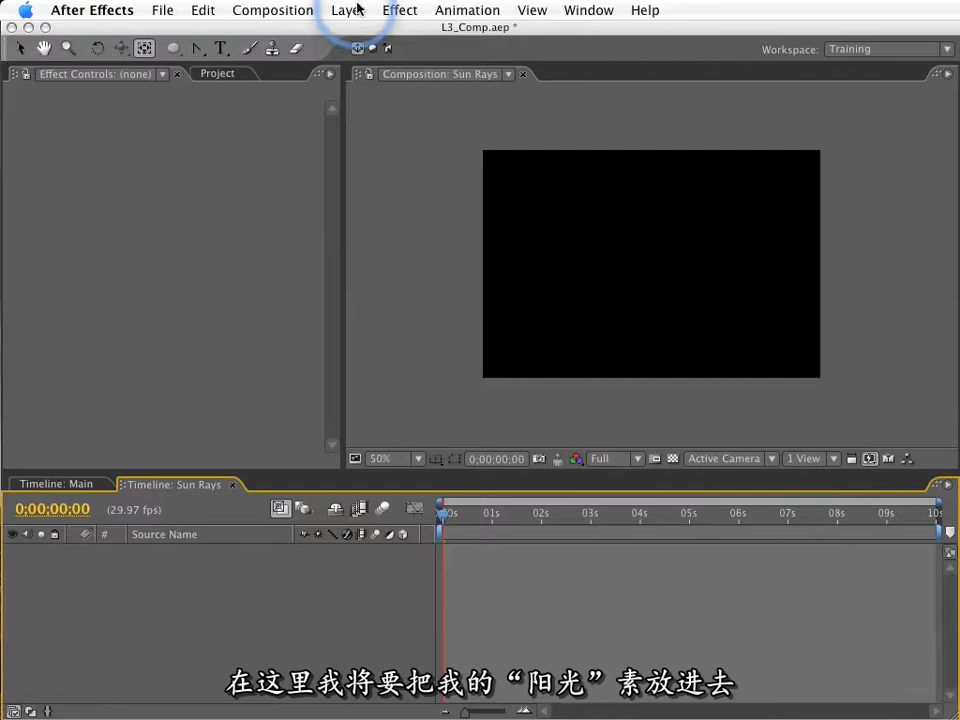 After Effects File Edit Composition Layer Effect Animation View Window Help
L3_Comp.aep *
Workspace: Training
Effect Controls: (none) Project Composition: Sun Rays
50% 0;00;00;00 Full Active Camera 1 View
Timeline: Main Timeline: Sun Rays
0;00;00;00 (29.97 fps) 00s 01s 02s 03s 04s 05s 06s 07s 08s 09s 10s
# Source Name
在这里我将要把我的“阳光”素放进去